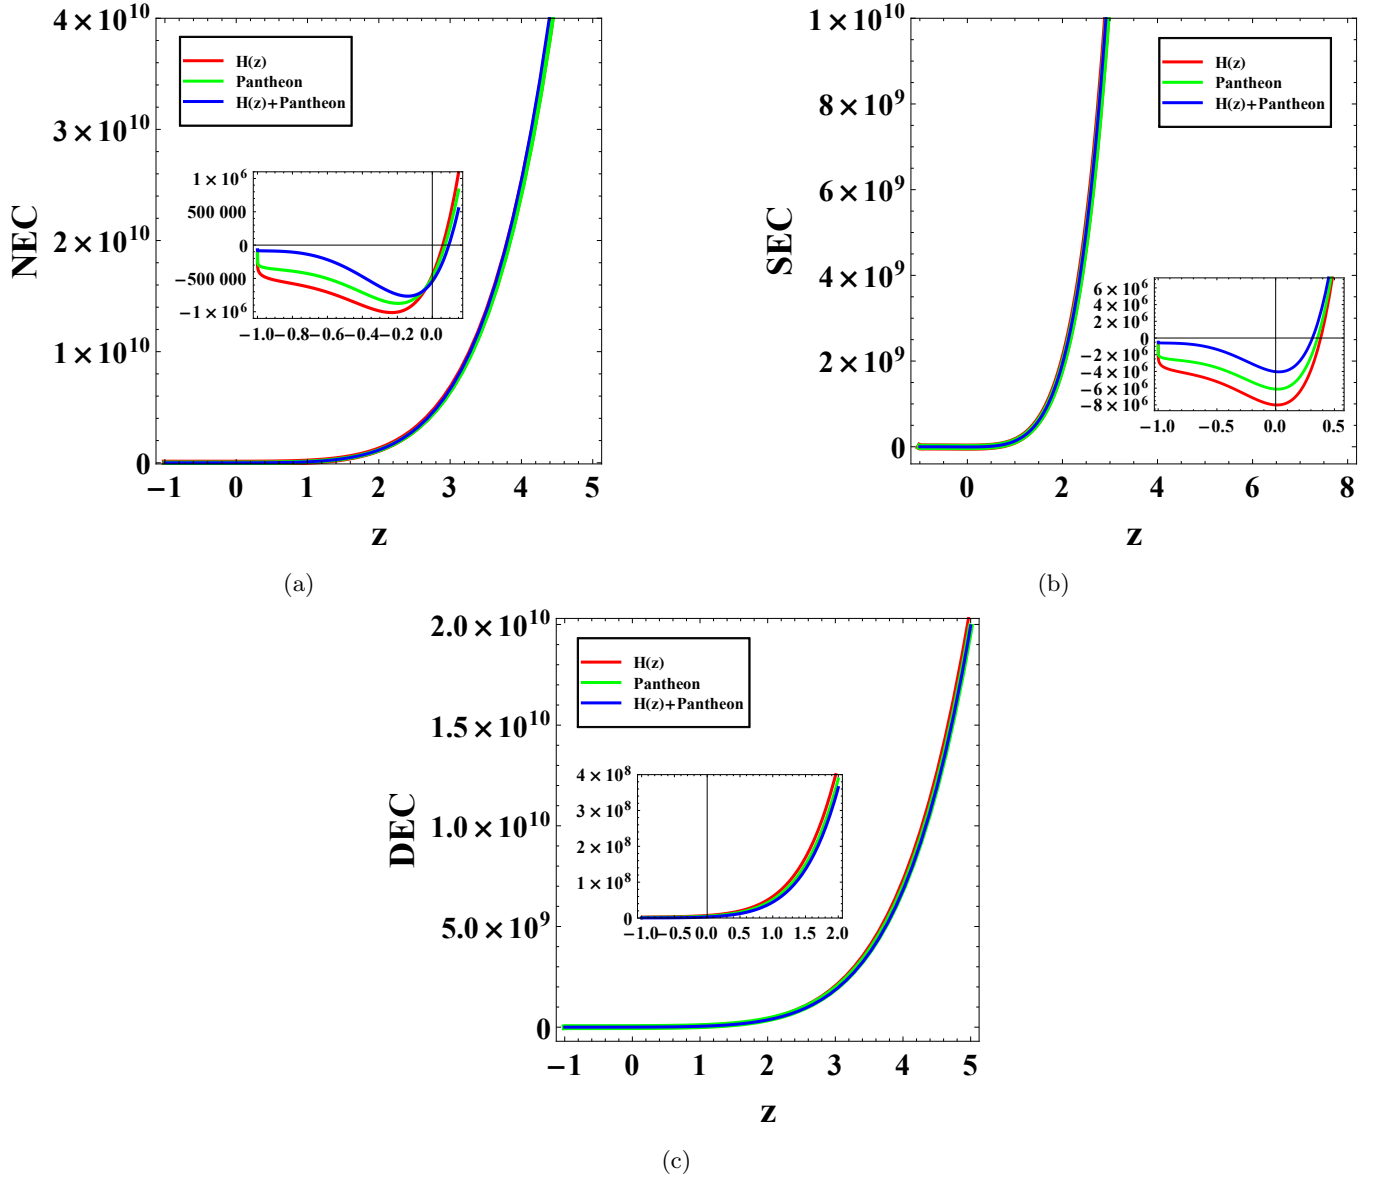 NEC
4×10^10
3×10^10
2×10^10
1×10^10
0
H(z)
Pantheon
H(z)+Pantheon
1×10^6
500 000
0
−500 000
−1×10^6
−1.0 −0.8 −0.6 −0.4 −0.2 0.0
−1 0 1 2 3 4 5
z
(a)
SEC
1×10^10
8×10^9
6×10^9
4×10^9
2×10^9
0
H(z)
Pantheon
H(z)+Pantheon
6×10^6
4×10^6
2×10^6
0
−2×10^6
−4×10^6
−6×10^6
−8×10^6
−1.0 −0.5 0.0 0.5
0 2 4 6 8
z
(b)
DEC
2.0×10^10
1.5×10^10
1.0×10^10
5.0×10^9
0
H(z)
Pantheon
H(z)+Pantheon
4×10^8
3×10^8
2×10^8
1×10^8
0
−1.0 −0.5 0.0 0.5 1.0 1.5 2.0
−1 0 1 2 3 4 5
z
(c)